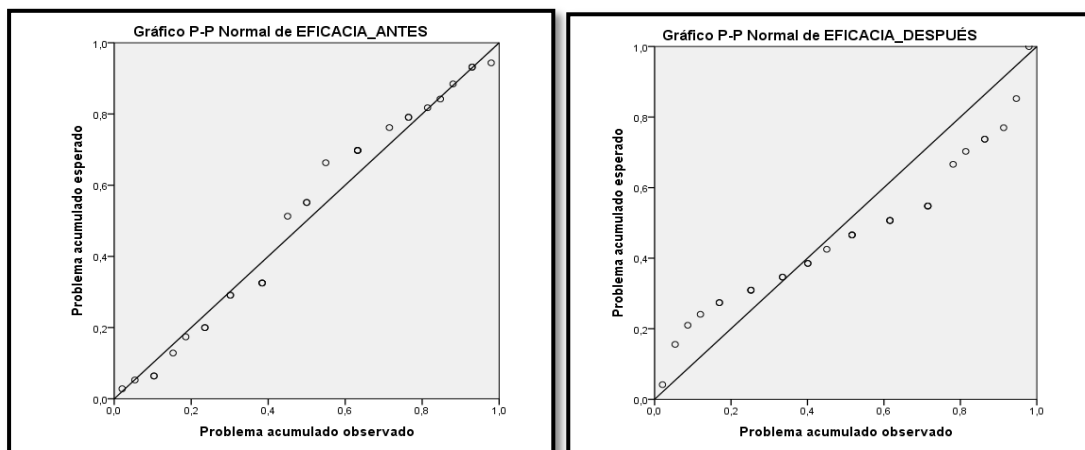 Gráfico P-P Normal de EFICACIA_ANTES
1,0
0,8
0,6
0,4
0,2
0,0
Problema acumulado esperado
0,0 0,2 0,4 0,6 0,8 1,0
Problema acumulado observado
Gráfico P-P Normal de EFICACIA_DESPUÉS
1,0
0,8
0,6
0,4
0,2
0,0
Problema acumulado esperado
0,0 0,2 0,4 0,6 0,8 1,0
Problema acumulado observado